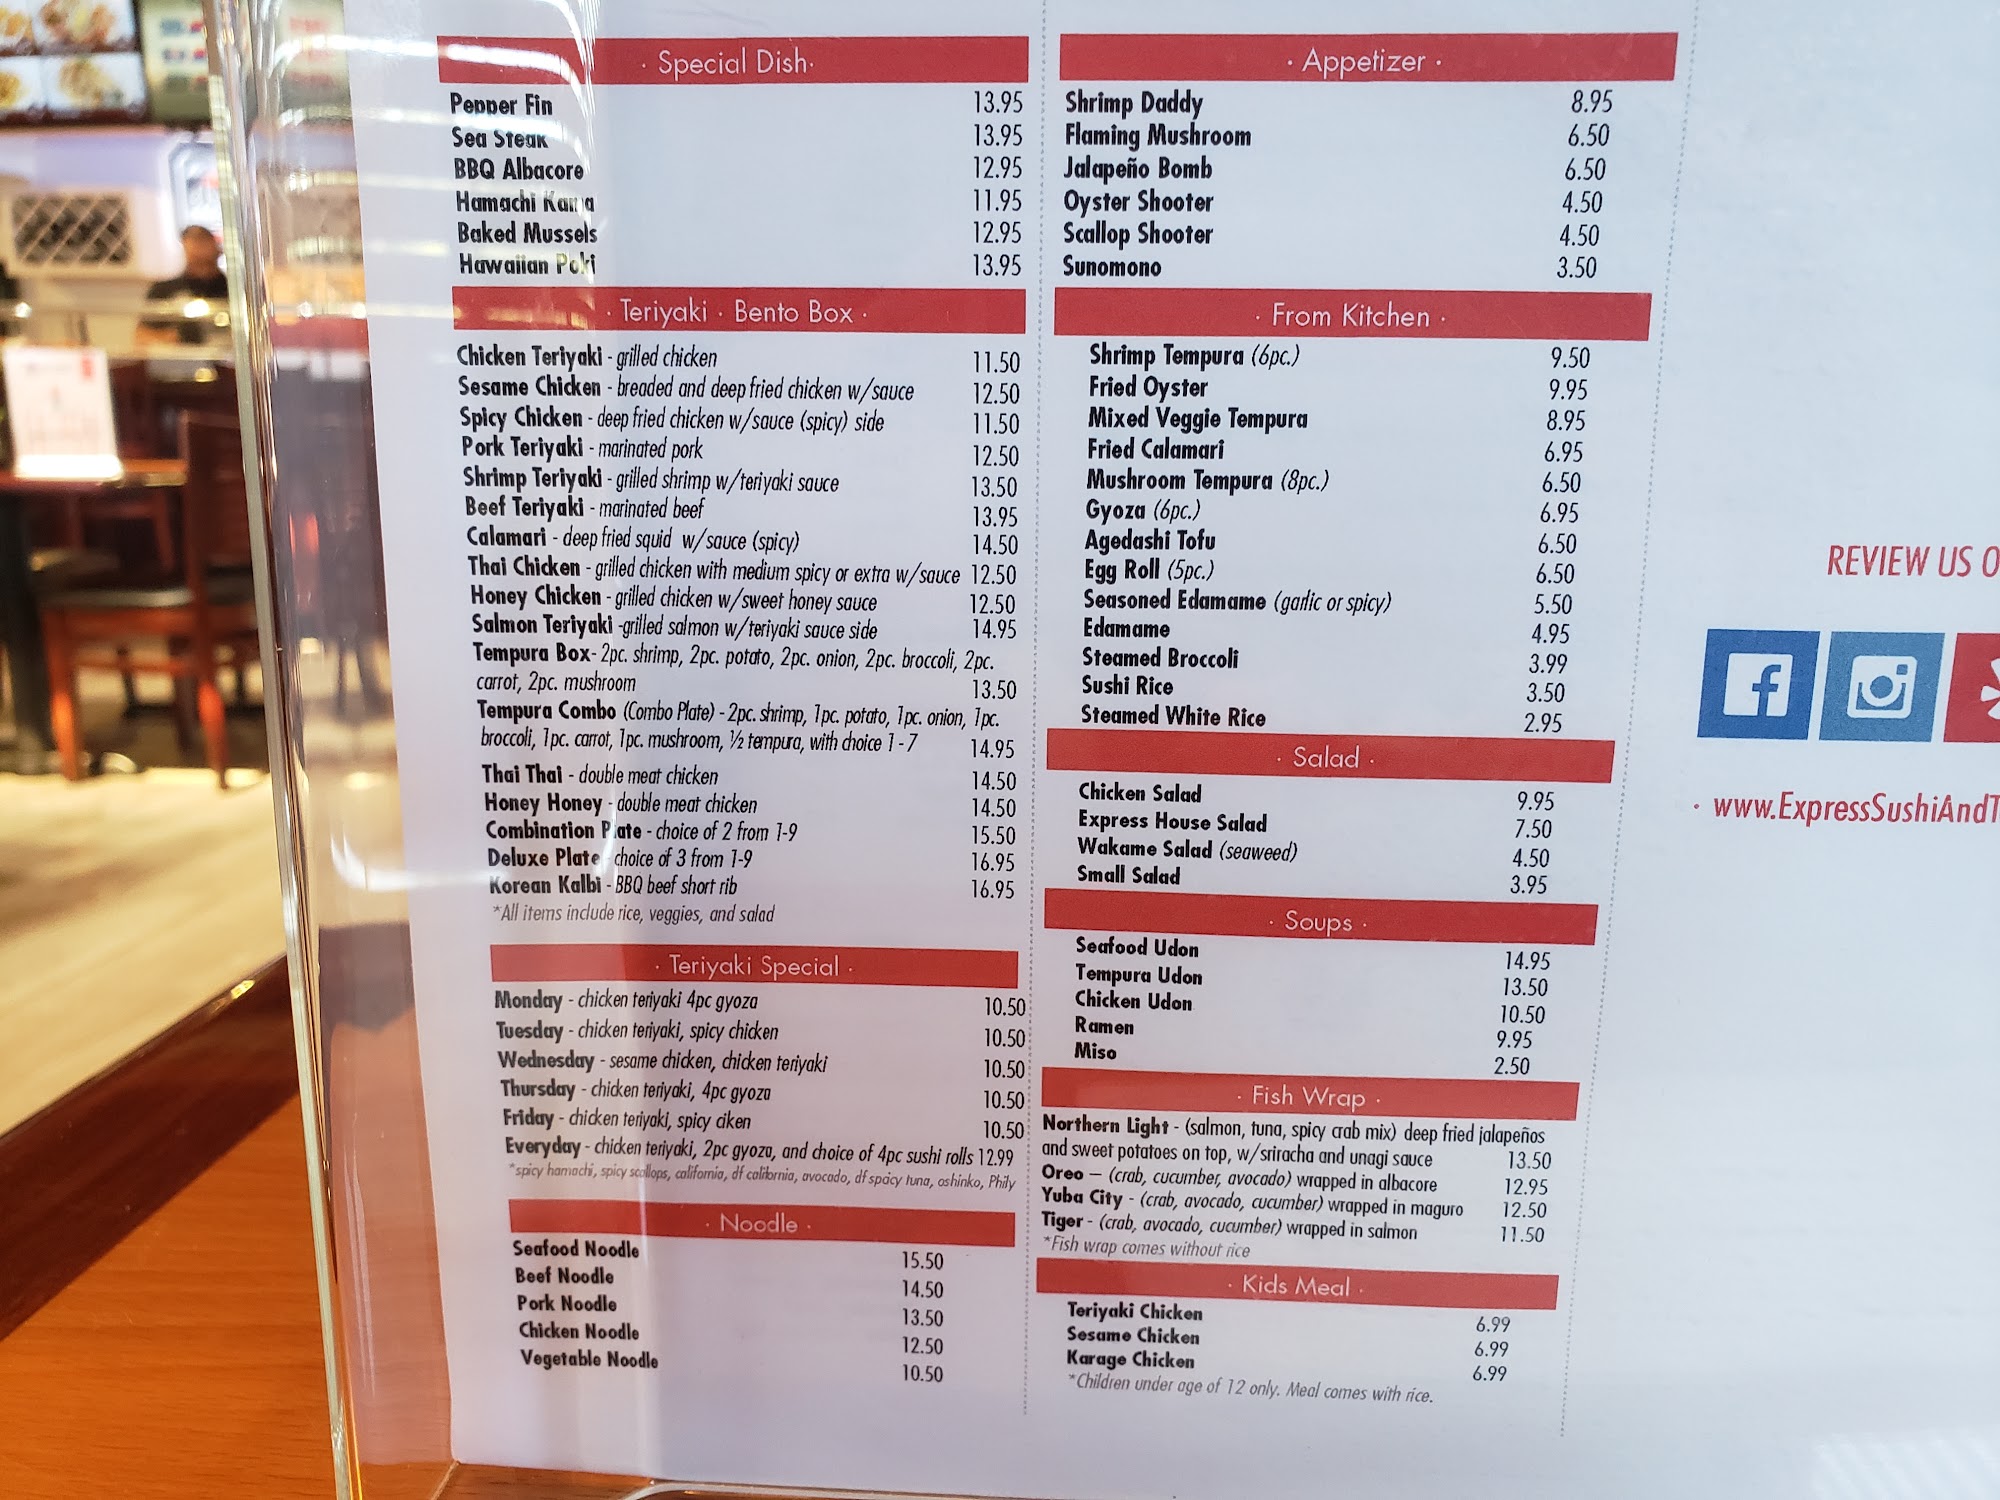 · Special Dish·
Pepper Fin 13.95
Sea Steak 13.95
BBQ Albacore 12.95
Hamachi Kama 11.95
Baked Mussels 12.95
Hawaiian Poki 13.95
· Teriyaki · Bento Box ·
Chicken Teriyaki - grilled chicken 11.50
Sesame Chicken - breaded and deep fried chicken w/sauce 12.50
Spicy Chicken - deep fried chicken w/sauce (spicy) side 11.50
Pork Teriyaki - marinated pork 12.50
Shrimp Teriyaki - grilled shrimp w/teriyaki sauce 13.50
Beef Teriyaki - marinated beef 13.95
Calamari - deep fried squid w/sauce (spicy) 14.50
Thai Chicken - grilled chicken with medium spicy or extra w/sauce 12.50
Honey Chicken - grilled chicken w/sweet honey sauce 12.50
Salmon Teriyaki -grilled salmon w/teriyaki sauce side 14.95
Tempura Box- 2pc. shrimp, 2pc. potato, 2pc. onion, 2pc. broccoli, 2pc.
carrot, 2pc. mushroom 13.50
Tempura Combo (Combo Plate) - 2pc. shrimp, 1pc. potato, 1pc. onion, 1pc.
broccoli, 1pc. carrot, 1pc. mushroom, ½ tempura, with choice 1 - 7 14.95
Thai Thai - double meat chicken 14.50
Honey Honey - double meat chicken 14.50
Combination Plate - choice of 2 from 1-9 15.50
Deluxe Plate - choice of 3 from 1-9 16.95
Korean Kalbi - BBQ beef short rib 16.95
*All items include rice, veggies, and salad
· Teriyaki Special ·
Monday - chicken teriyaki 4pc gyoza 10.50
Tuesday - chicken teriyaki, spicy chicken 10.50
Wednesday - sesame chicken, chicken teriyaki 10.50
Thursday - chicken teriyaki, 4pc gyoza 10.50
Friday - chicken teriyaki, spicy ciken 10.50
Everyday - chicken teriyaki, 2pc gyoza, and choice of 4pc sushi rolls 12.99
*spicy hamachi, spicy scallops, california, df calibrnia, avocado, df spacy tuna, oshinko, Phily
· Noodle ·
Seafood Noodle 15.50
Beef Noodle 14.50
Pork Noodle 13.50
Chicken Noodle 12.50
Vegetable Noodle 10.50
· Appetizer ·
Shrimp Daddy 8.95
Flaming Mushroom 6.50
Jalapeño Bomb 6.50
Oyster Shooter 4.50
Scallop Shooter 4.50
Sunomono 3.50
· From Kitchen ·
Shrimp Tempura (6pc.) 9.50
Fried Oyster 9.95
Mixed Veggie Tempura 8.95
Fried Calamari 6.95
Mushroom Tempura (8pc.) 6.50
Gyoza (6pc.) 6.95
Agedashi Tofu 6.50
Egg Roll (5pc.) 6.50
Seasoned Edamame (garlic or spicy) 5.50
Edamame 4.95
Steamed Broccoli 3.99
Sushi Rice 3.50
Steamed White Rice 2.95
· Salad ·
Chicken Salad 9.95
Express House Salad 7.50
Wakame Salad (seaweed) 4.50
Small Salad 3.95
· Soups ·
Seafood Udon 14.95
Tempura Udon 13.50
Chicken Udon 10.50
Ramen 9.95
Miso 2.50
· Fish Wrap ·
Northern Light - (salmon, tuna, spicy crab mix) deep fried jalapeños
and sweet potatoes on top, w/sriracha and unagi sauce 13.50
Oreo – (crab, cucumber, avocado) wrapped in albacore 12.95
Yuba City - (crab, avocado, cucumber) wrapped in maguro 12.50
Tiger - (crab, avocado, cucumber) wrapped in salmon 11.50
*Fish wrap comes without rice
· Kids Meal ·
Teriyaki Chicken 6.99
Sesame Chicken 6.99
Karage Chicken 6.99
*Children under age of 12 only. Meal comes with rice.
REVIEW US O
· www.ExpressSushiAndT